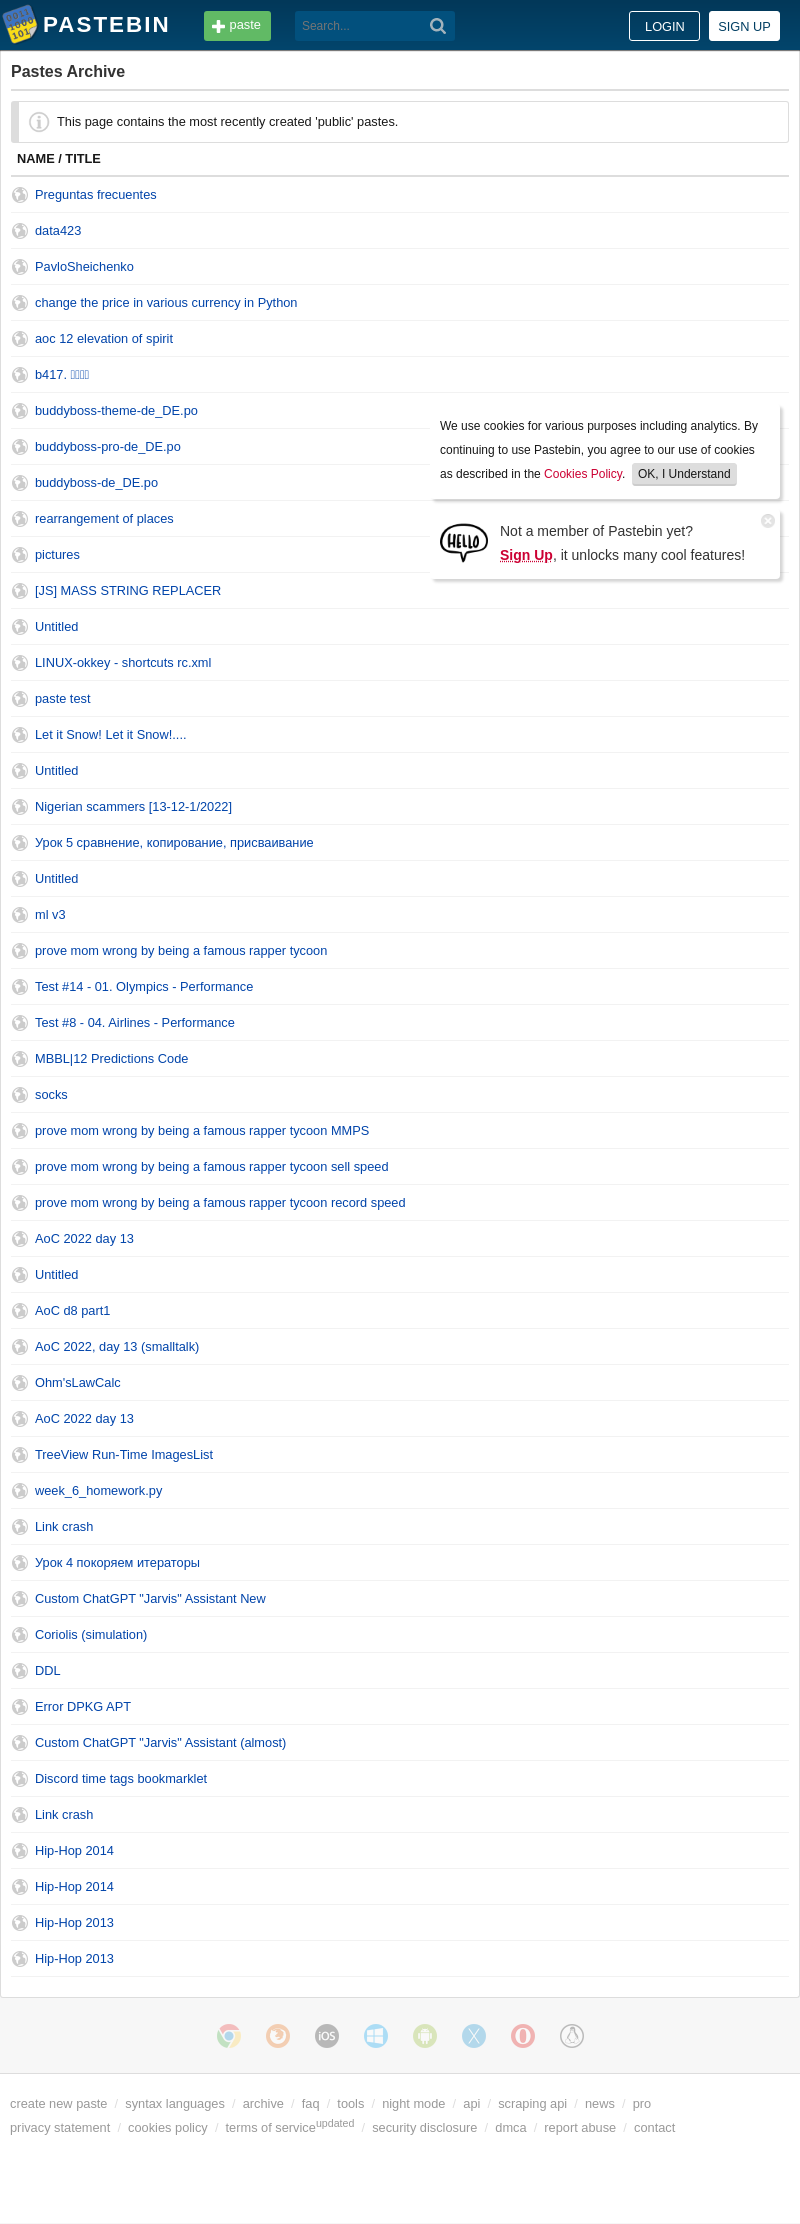 PASTEBIN
paste
Search...
LOGIN
SIGN UP
Pastes Archive
This page contains the most recently created 'public' pastes.
NAME / TITLE
Preguntas frecuentes
data423
PavloSheichenko
change the price in various currency in Python
aoc 12 elevation of spirit
b417.
buddyboss-theme-de_DE.po
buddyboss-pro-de_DE.po
buddyboss-de_DE.po
rearrangement of places
pictures
We use cookies for various purposes including analytics. By
continuing to use Pastebin, you agree to our use of cookies
as described in the Cookies Policy. OK, I Understand
HELLO
Not a member of Pastebin yet?
Sign Up, it unlocks many cool features!
[JS] MASS STRING REPLACER
Untitled
LINUX-okkey - shortcuts rc.xml
paste test
Let it Snow! Let it Snow!....
Untitled
Nigerian scammers [13-12-1/2022]
Урок 5 сравнение, копирование, присваивание
Untitled
ml v3
prove mom wrong by being a famous rapper tycoon
Test #14 - 01. Olympics - Performance
Test #8 - 04. Airlines - Performance
MBBL|12 Predictions Code
socks
prove mom wrong by being a famous rapper tycoon MMPS
prove mom wrong by being a famous rapper tycoon sell speed
prove mom wrong by being a famous rapper tycoon record speed
AoC 2022 day 13
Untitled
AoC d8 part1
AoC 2022, day 13 (smalltalk)
Ohm'sLawCalc
AoC 2022 day 13
TreeView Run-Time ImagesList
week_6_homework.py
Link crash
Урок 4 покоряем итераторы
Custom ChatGPT "Jarvis" Assistant New
Coriolis (simulation)
DDL
Error DPKG APT
Custom ChatGPT "Jarvis" Assistant (almost)
Discord time tags bookmarklet
Link crash
Hip-Hop 2014
Hip-Hop 2014
Hip-Hop 2013
Hip-Hop 2013
iOS
create new paste / syntax languages / archive / faq / tools / night mode / api / scraping api / news / pro
privacy statement / cookies policy / terms of service updated / security disclosure / dmca / report abuse / contact